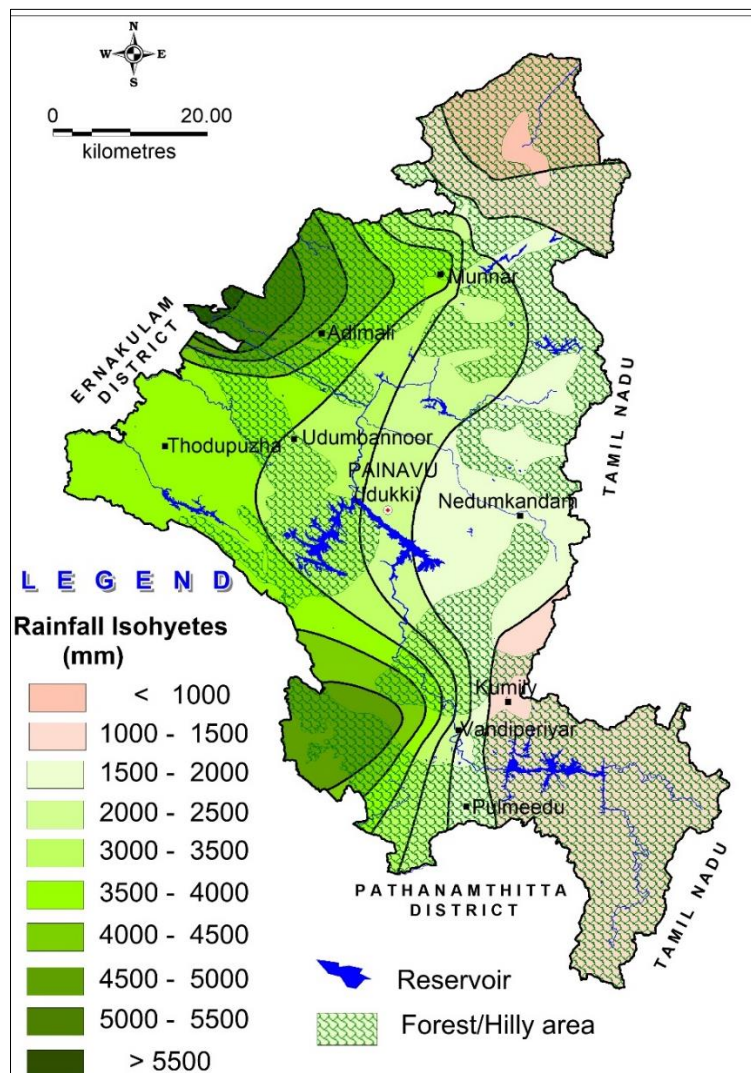 N
W E
S
0 20.00
kilometres
Munnar
Adimali
ERNAKULAM
DISTRICT
TAMIL NADU
Thodupuzha
Udumbannoor
PAINAVU
(Idukki)
Nedumkandam
LEGEND
Rainfall Isohyetes
(mm)
< 1000
1000 - 1500
1500 - 2000
2000 - 2500
3000 - 3500
3500 - 4000
4000 - 4500
4500 - 5000
5000 - 5500
> 5500
Kumily
Vandiperiyar
Pulmeedu
PATHANAMTHITTA
DISTRICT
TAMIL NADU
Reservoir
Forest/Hilly area